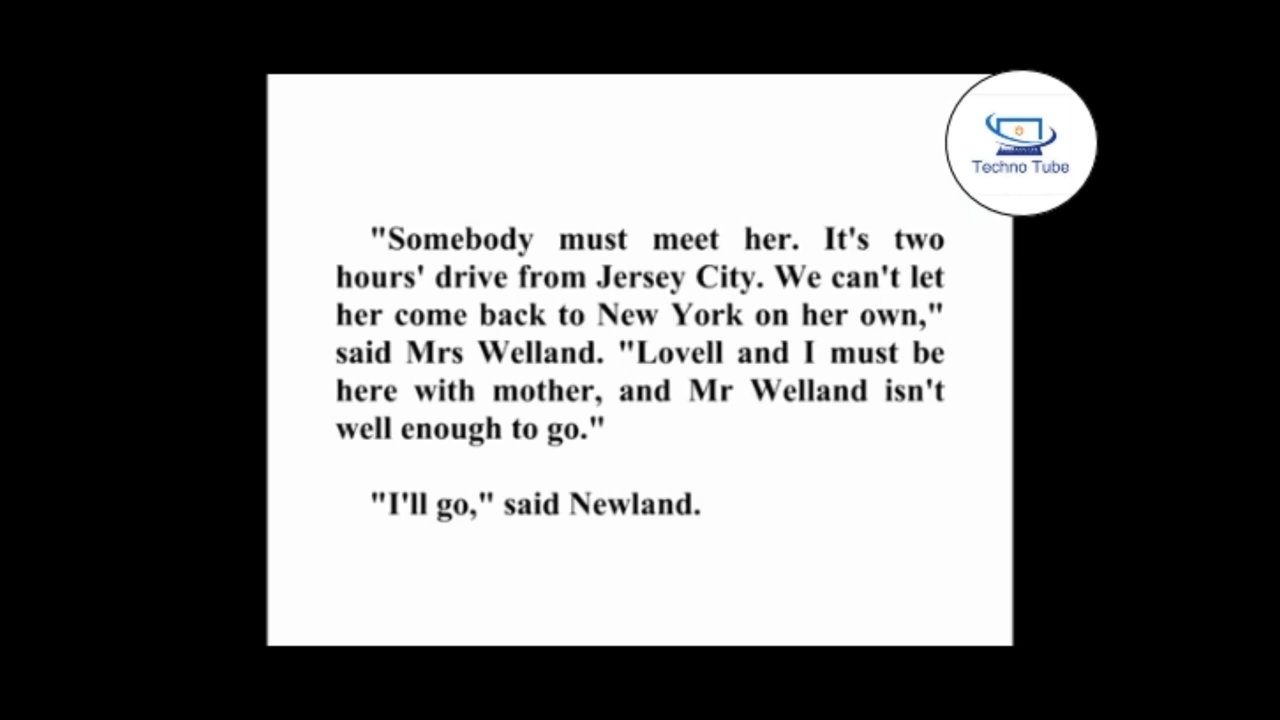 Techno Tube
"Somebody must meet her. It's two
hours' drive from Jersey City. We can't let
her come back to New York on her own,"
said Mrs Welland. "Lovell and I must be
here with mother, and Mr Welland isn't
well enough to go."
"I'll go," said Newland.